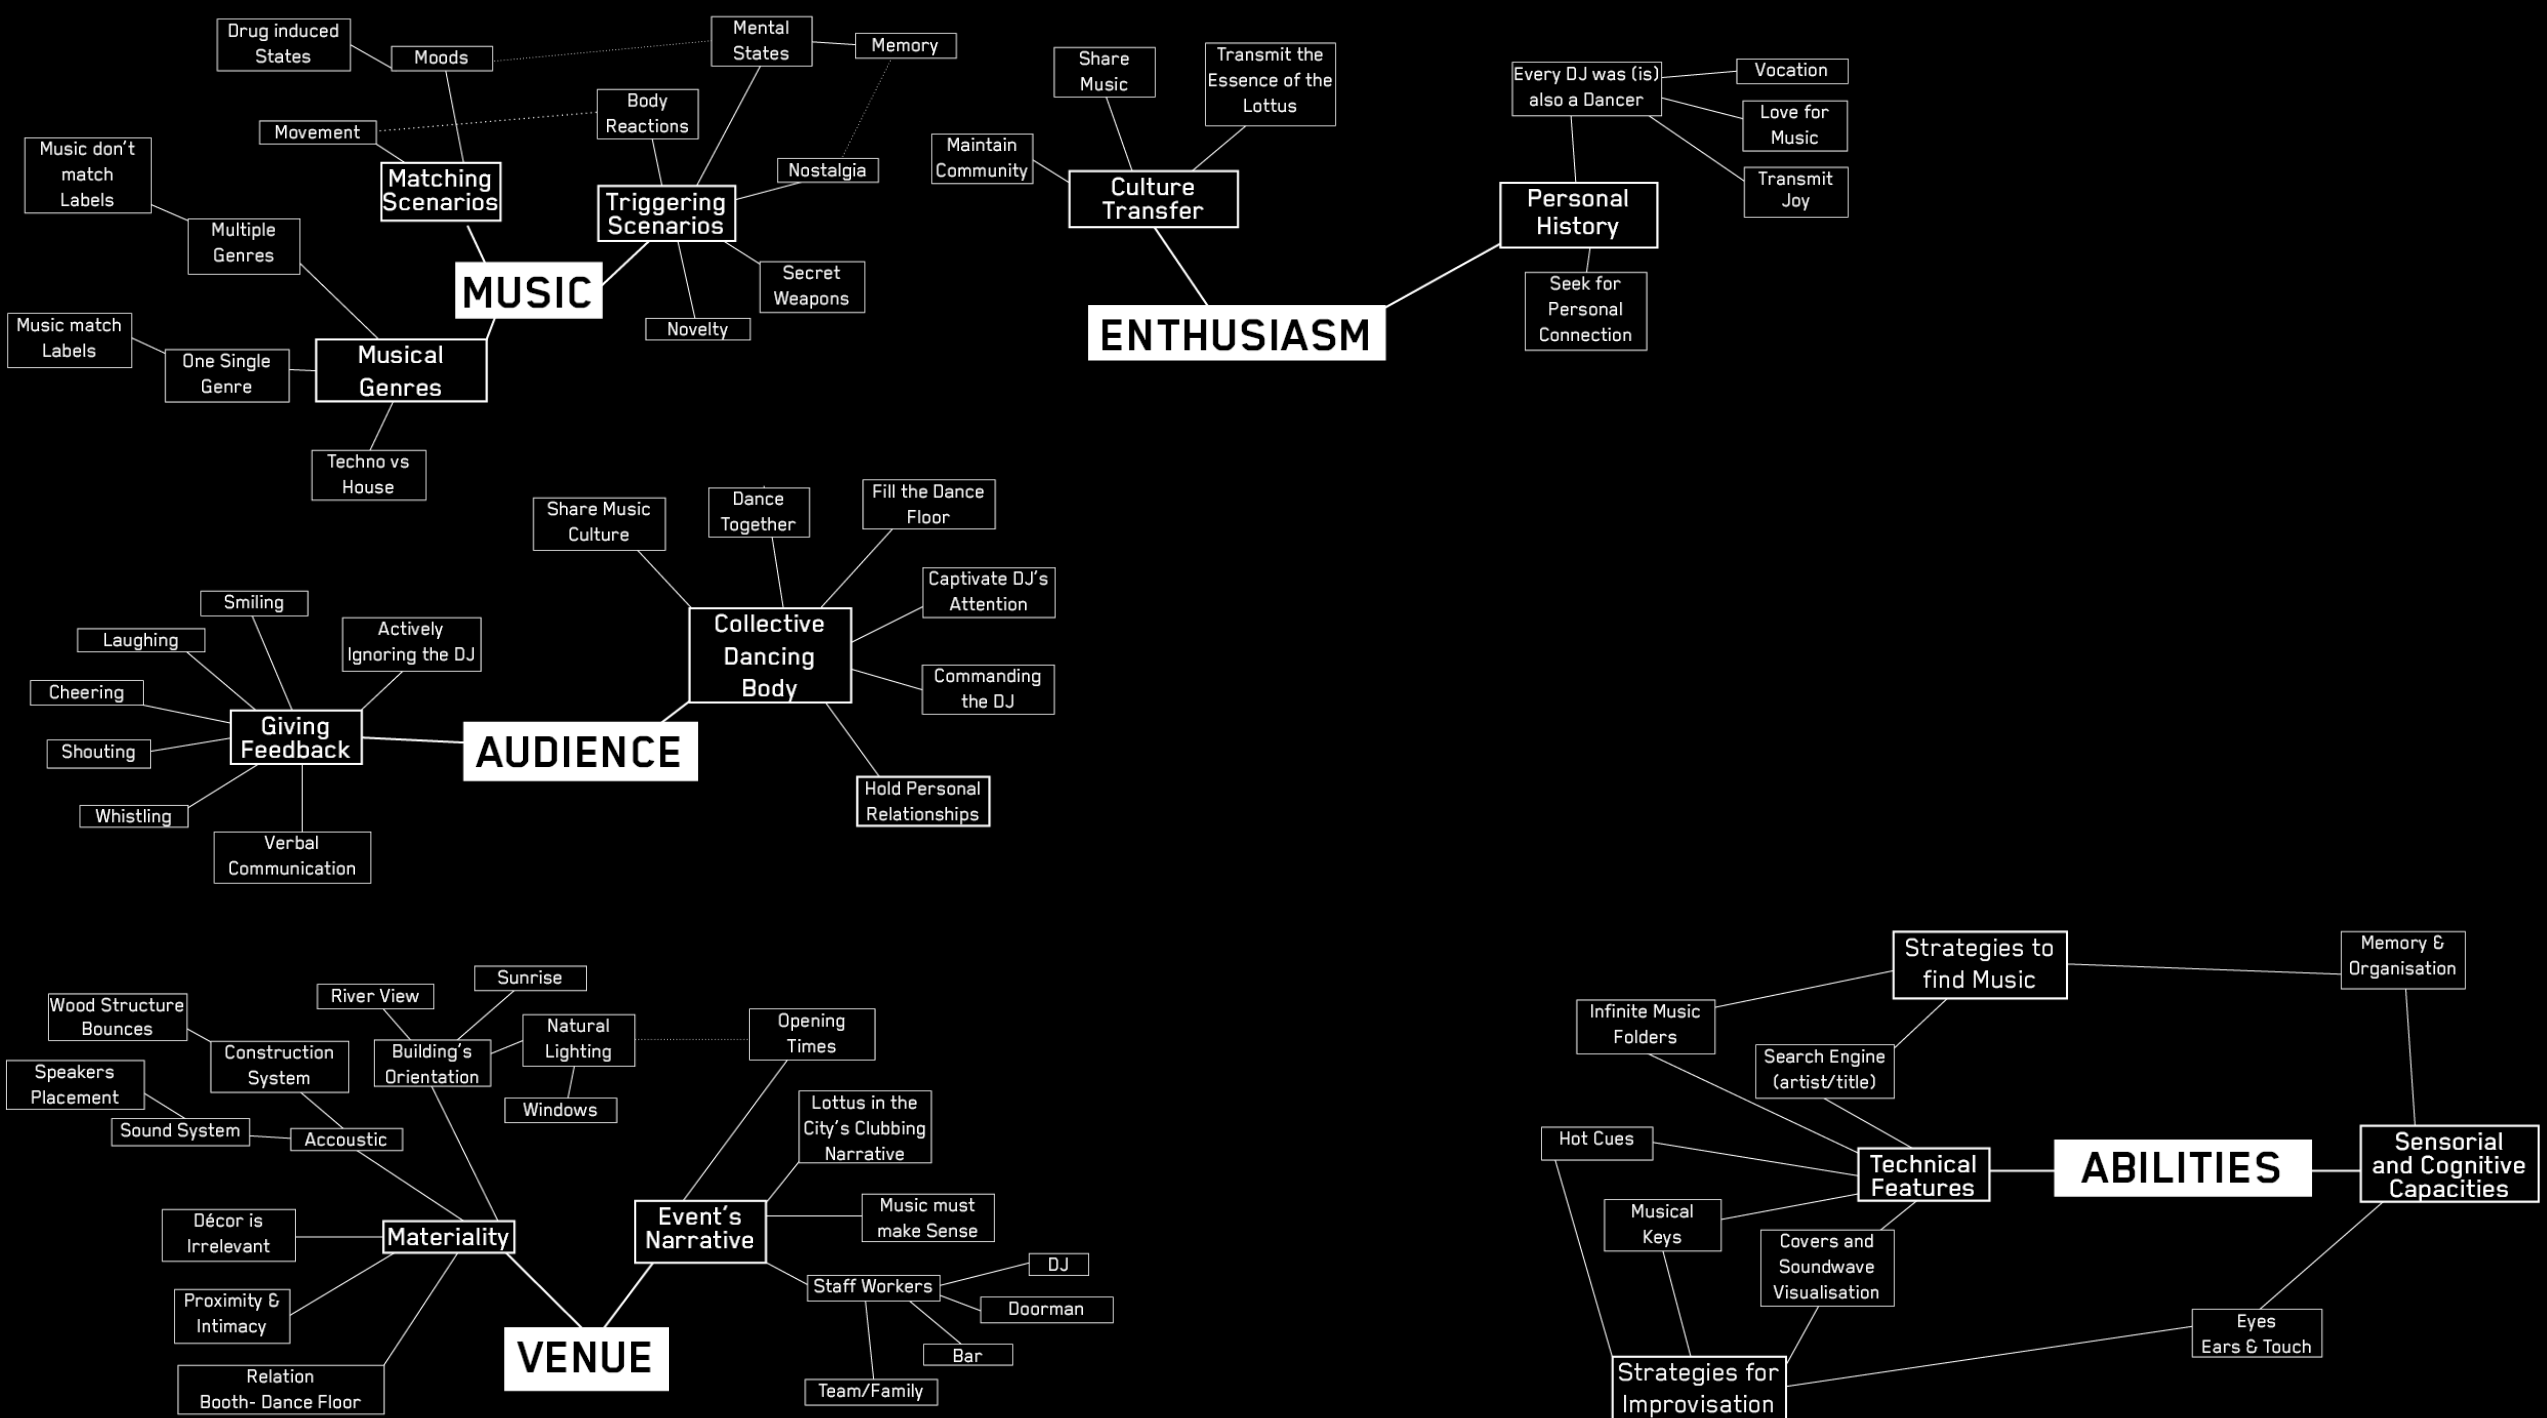 Drug induced
States
Moods
Mental
States
Memory
Movement
Body
Reactions
Nostalgia
Music don't
match
Labels
Matching
Scenarios
Triggering
Scenarios
Multiple
Genres
MUSIC
Secret
Weapons
Novelty
Music match
Labels
One Single
Genre
Musical
Genres
Techno vs
House
Share
Music
Transmit the
Essence of the
Lottus
Maintain
Community
Culture
Transfer
ENTHUSIASM
Every DJ was (is)
also a Dancer
Vocation
Love for
Music
Transmit
Joy
Personal
History
Seek for
Personal
Connection
Share Music
Culture
Dance
Together
Fill the Dance
Floor
Captivate DJ's
Attention
Commanding
the DJ
Collective
Dancing
Body
Hold Personal
Relationships
Smiling
Laughing
Actively
Ignoring the DJ
Cheering
Giving
Feedback
Shouting
AUDIENCE
Whistling
Verbal
Communication
Sunrise
River View
Wood Structure
Bounces
Natural
Lighting
Opening
Times
Construction
System
Building's
Orientation
Speakers
Placement
Windows
Sound System
Accoustic
Lottus in the
City's Clubbing
Narrative
Décor is
Irrelevant
Materiality
Event's
Narrative
Music must
make Sense
Proximity &
Intimacy
Staff Workers
DJ
Doorman
Bar
Team/Family
VENUE
Relation
Booth- Dance Floor
Strategies to
find Music
Memory &
Organisation
Infinite Music
Folders
Search Engine
(artist/title)
Hot Cues
Technical
Features
ABILITIES
Sensorial
and Cognitive
Capacities
Musical
Keys
Covers and
Soundwave
Visualisation
Eyes
Ears & Touch
Strategies for
Improvisation